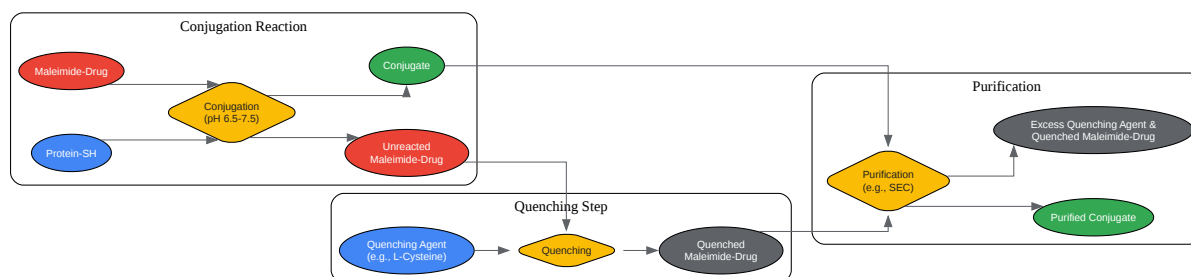 Conjugation Reaction
Maleimide-Drug
Protein-SH
Conjugation
(pH 6.5-7.5)
Conjugate
Unreacted
Maleimide-Drug
Quenching Step
Quenching Agent
(e.g., L-Cysteine)
Quenching
Quenched
Maleimide-Drug
Purification
Purification
(e.g., SEC)
Excess Quenching Agent &
Quenched Maleimide-Drug
Purified Conjugate